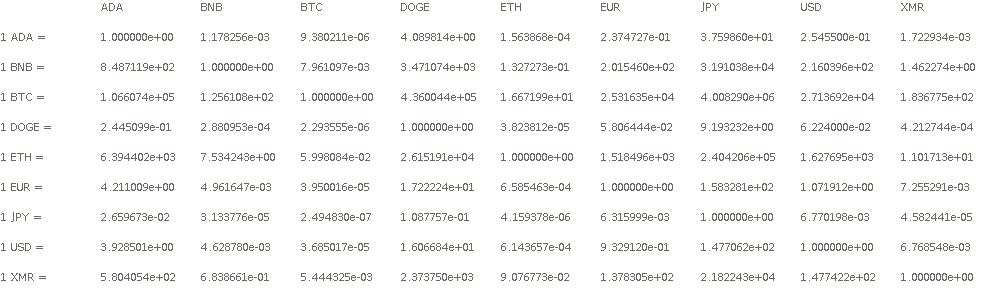 ADA BNB BTC DOGE ETH EUR JPY USD XMR
1 ADA = 1.000000e+00 1.178256e-03 9.380211e-06 4.089814e+00 1.563868e-04 2.374727e-01 3.759860e+01 2.545500e-01 1.722934e-03
1 BNB = 8.487119e+02 1.000000e+00 7.961097e-03 3.471074e+03 1.327273e-01 2.015460e+02 3.191038e+04 2.160396e+02 1.462274e+00
1 BTC = 1.066074e+05 1.256108e+02 1.000000e+00 4.360044e+05 1.667199e+01 2.531635e+04 4.008290e+06 2.713692e+04 1.836775e+02
1 DOGE = 2.445099e-01 2.880953e-04 2.293555e-06 1.000000e+00 3.823812e-05 5.806444e-02 9.193232e+00 6.224000e-02 4.212744e-04
1 ETH = 6.394402e+03 7.534243e+00 5.998084e-02 2.615191e+04 1.000000e+00 1.518496e+03 2.404206e+05 1.627695e+03 1.101713e+01
1 EUR = 4.211009e+00 4.961647e-03 3.950016e-05 1.722224e+01 6.585463e-04 1.000000e+00 1.583281e+02 1.071912e+00 7.255291e-03
1 JPY = 2.659673e-02 3.133776e-05 2.494830e-07 1.087757e-01 4.159378e-06 6.315999e-03 1.000000e+00 6.770198e-03 4.582441e-05
1 USD = 3.928501e+00 4.628780e-03 3.685017e-05 1.606684e+01 6.143657e-04 9.329120e-01 1.477062e+02 1.000000e+00 6.768548e-03
1 XMR = 5.804054e+02 6.838661e-01 5.444325e-03 2.373750e+03 9.076773e-02 1.378305e+02 2.182243e+04 1.477422e+02 1.000000e+00